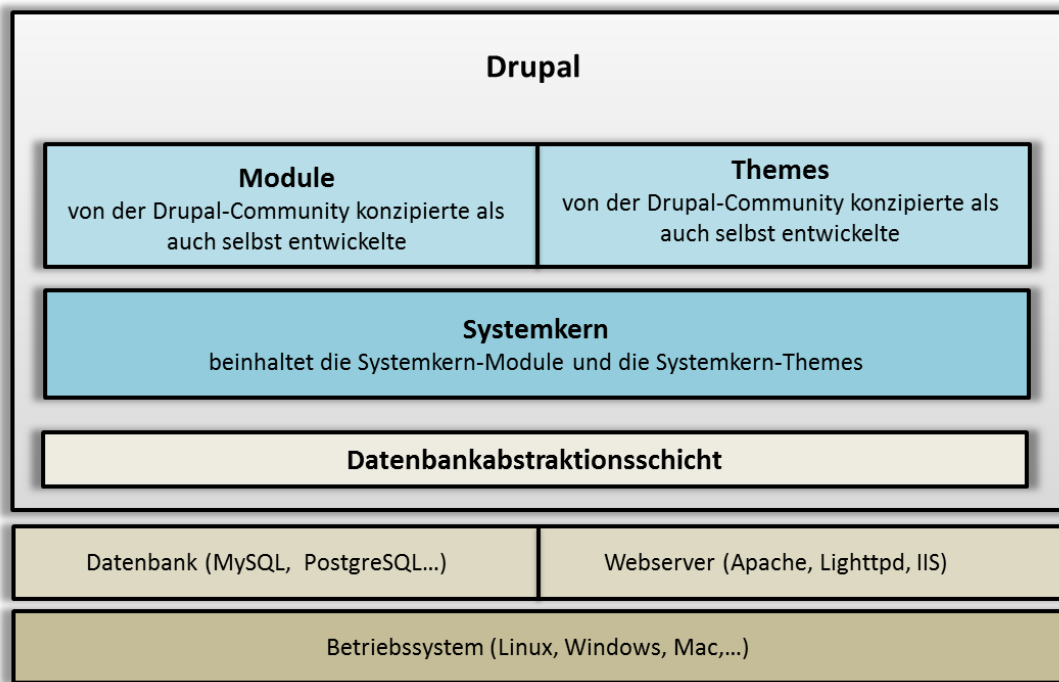 Drupal
Module
von der Drupal-Community konzipierte als
auch selbst entwickelte
Themes
von der Drupal-Community konzipierte als
auch selbst entwickelte
Systemkern
beinhaltet die Systemkern-Module und die Systemkern-Themes
Datenbankabstraktionsschicht
Datenbank (MySQL, PostgreSQL...)
Webserver (Apache, Lighttpd, IIS)
Betriebssystem (Linux, Windows, Mac,...)